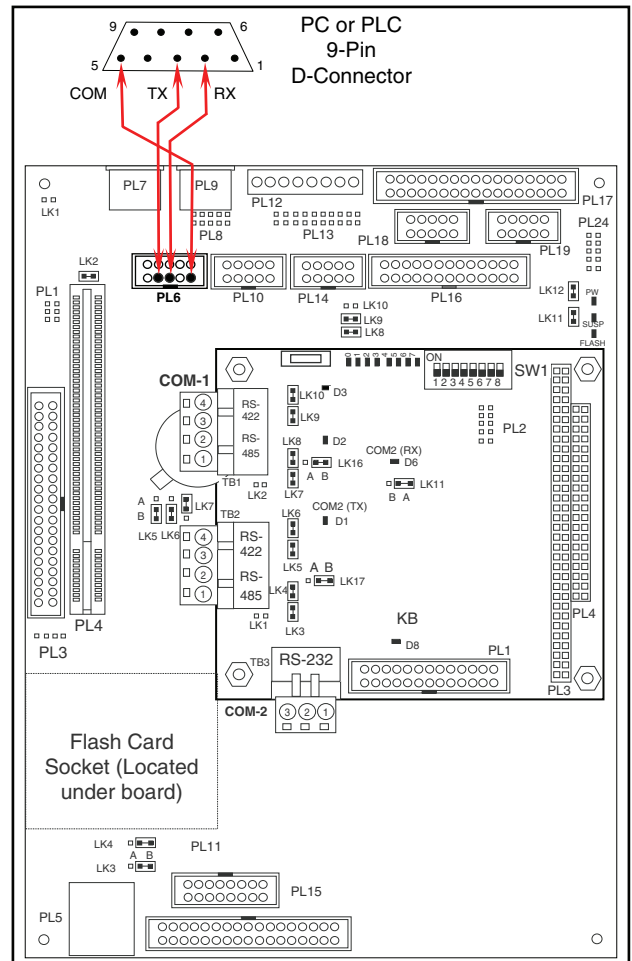 PC or PLC
9-Pin
D-Connector
9 6
5 1
COM TX RX
PL7 PL9
PL12
PL17
LK1
PL8
PL13
PL18
PL19
PL24
LK2
PL1
PL6
PL10
PL14
PL16
LK12
PW
LK10
LK9
LK8
LK11
SUSP
FLASH
COM-1
0 1 2 3 4 5 6 7
ON
1 2 3 4 5 6 7 8
SW1
4
3
2
1
RS-
422
RS-
485
LK10
D3
LK9
PL2
LK8
D2
COM2 (RX)
D6
A B
LK16
LK7
TB1
LK2
B A
LK11
A
B
LK7
LK5 LK6
TB2
COM2 (TX)
D1
LK6
4
3
2
1
RS-
422
RS-
485
LK5
A B
LK17
LK4
LK1
LK3
PL4
PL3
PL4
KB
D8
TB3
RS-232
PL1
PL3
COM-2
3 2 1
Flash Card
Socket (Located
under board)
LK4
A B
LK3
PL11
PL15
PL5